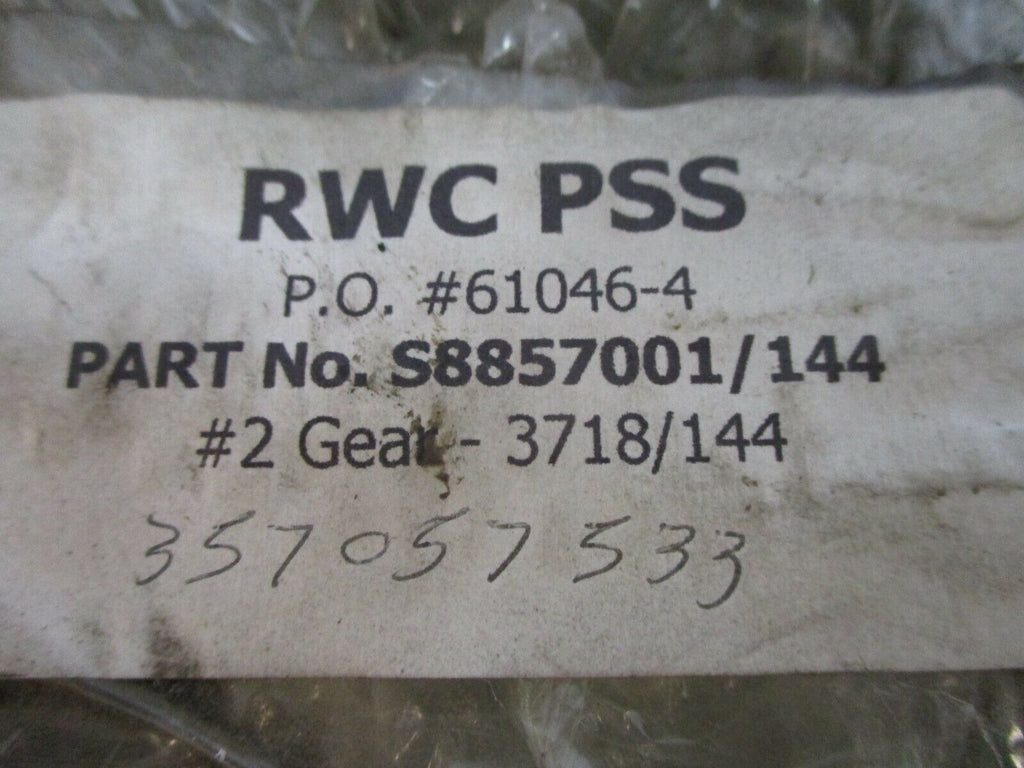 RWC PSS
P.O. #61046-4
PART No. S8857001/144
#2 Gear - 3718/144
357057533